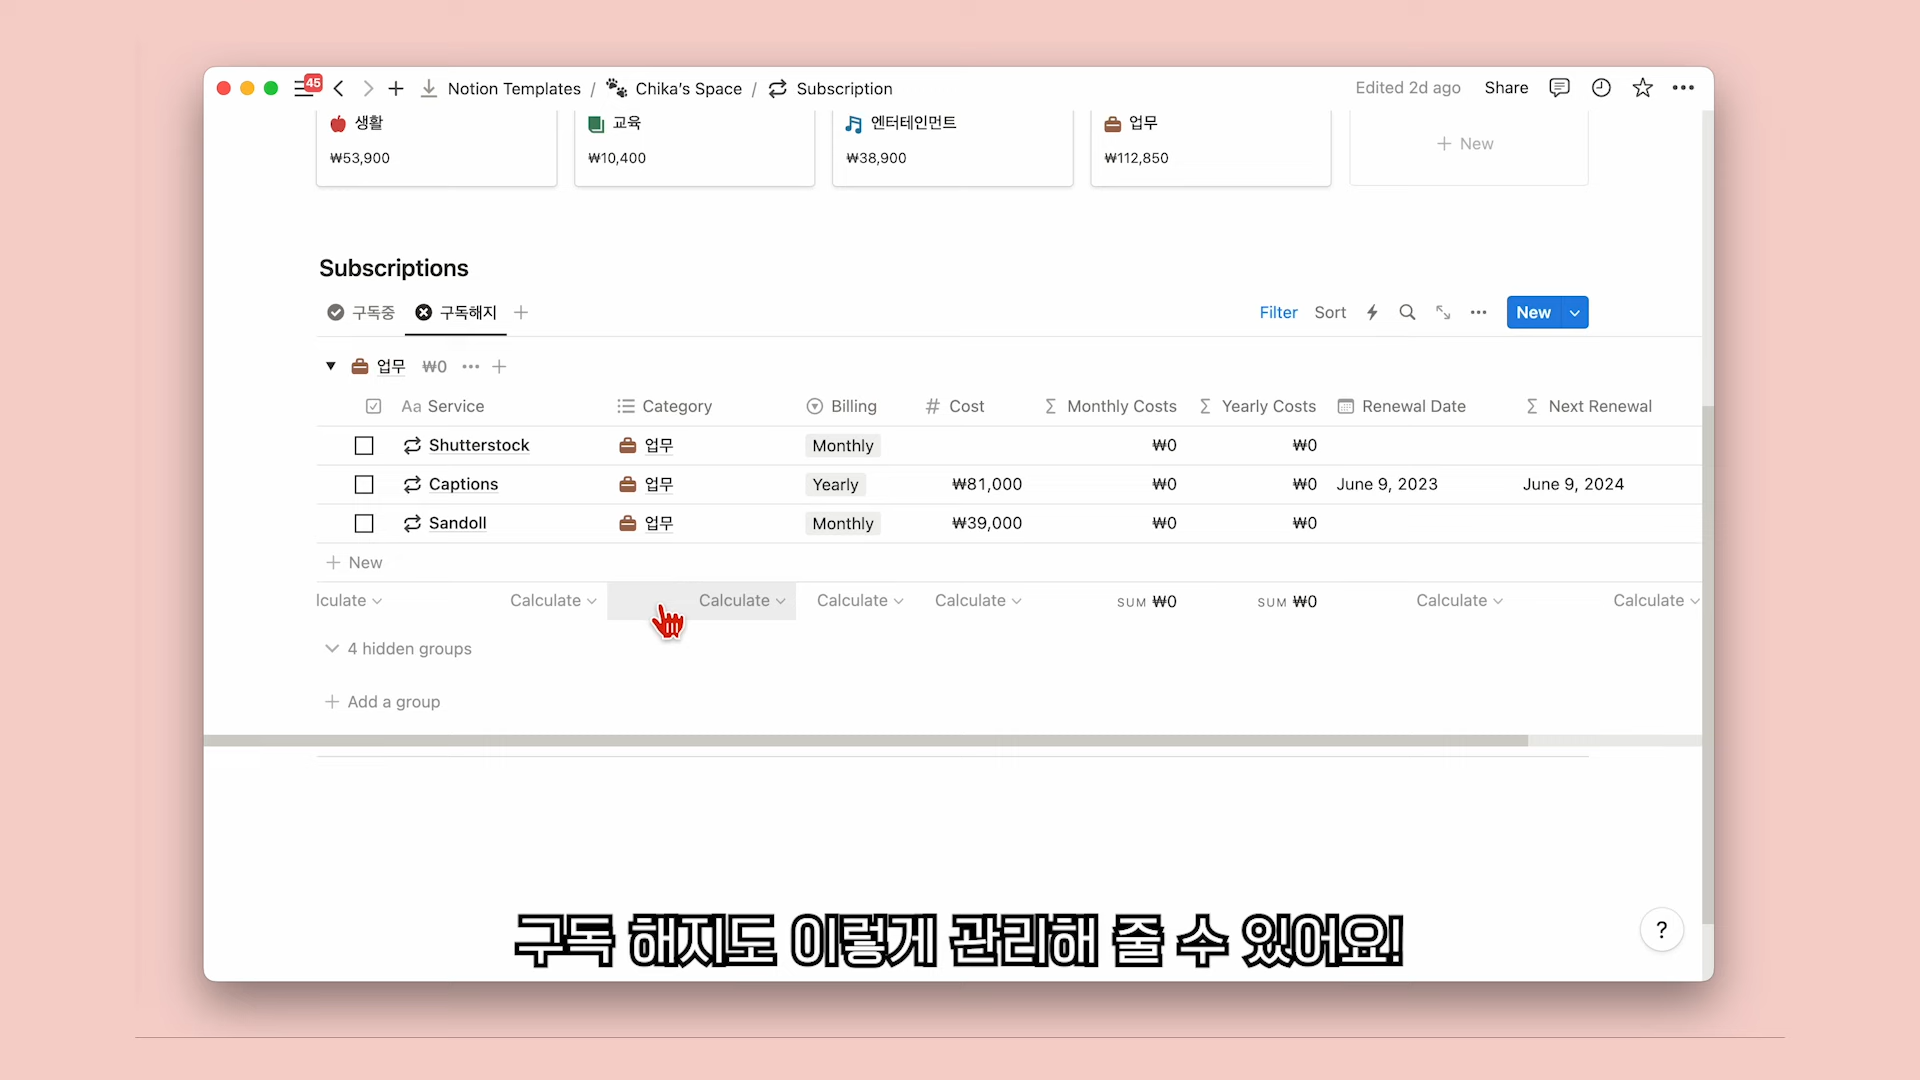 45 Notion Templates / Chika's Space / Subscription Edited 2d ago Share
생활 교육 엔터테인먼트 업무 + New
₩53,900 ₩10,400 ₩38,900 ₩112,850
Subscriptions
구독중 구독해지 + Filter Sort New
업무 ₩0
Aa Service Category Billing # Cost Σ Monthly Costs Σ Yearly Costs Renewal Date Σ Next Renewal
Shutterstock 업무 Monthly ₩0 ₩0
Captions 업무 Yearly ₩81,000 ₩0 ₩0 June 9, 2023 June 9, 2024
Sandoll 업무 Monthly ₩39,000 ₩0 ₩0
+ New
lculate Calculate Calculate Calculate Calculate SUM ₩0 SUM ₩0 Calculate Calculate
4 hidden groups
+ Add a group
구독 해지도 이렇게 관리해 줄 수 있어요!
?